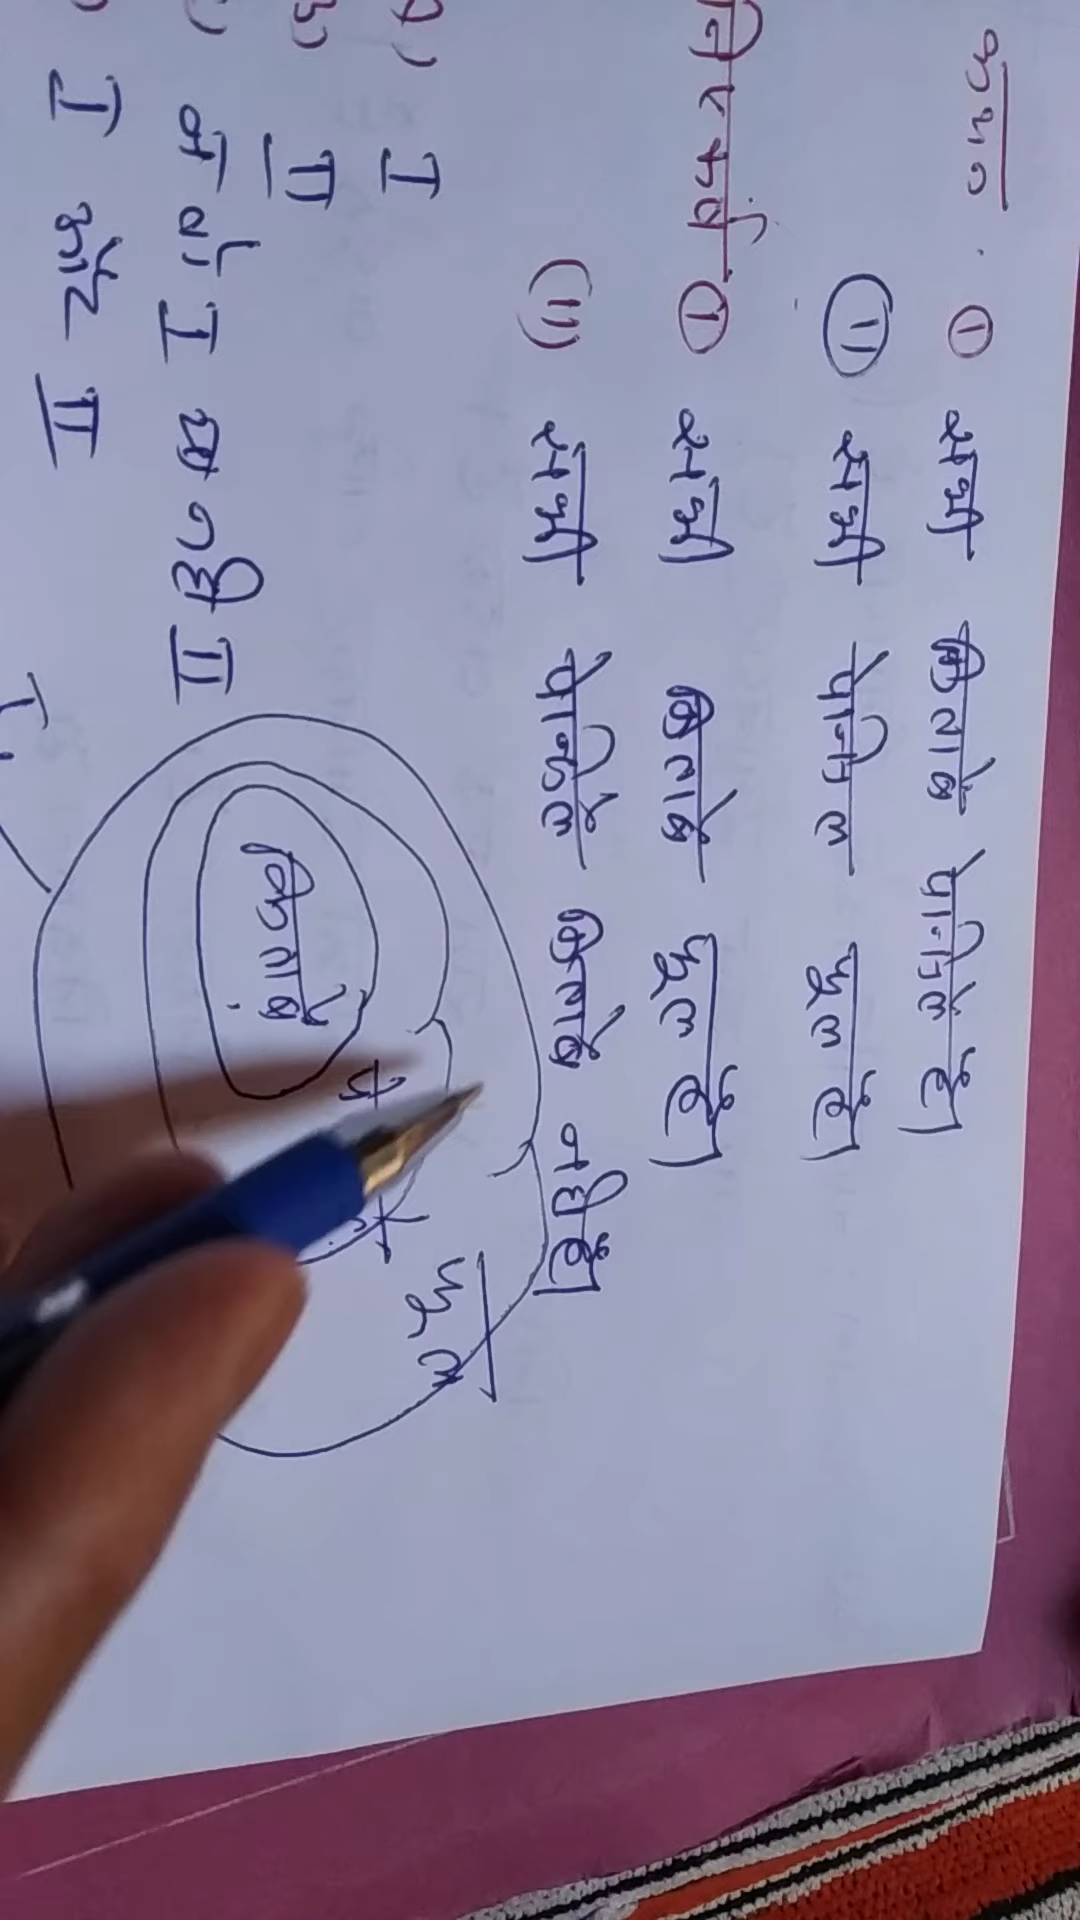 कथन. ① सभी किताबे पेन्सिल है।
(II) सभी पेन्सिल फूल है।
निष्कर्ष ① सभी किताबे फूल है।
(II) सभी पेन्सिल किताबे नही है।
A) I
B) II
न तो I या नही II
I और II
किताबे
फूल